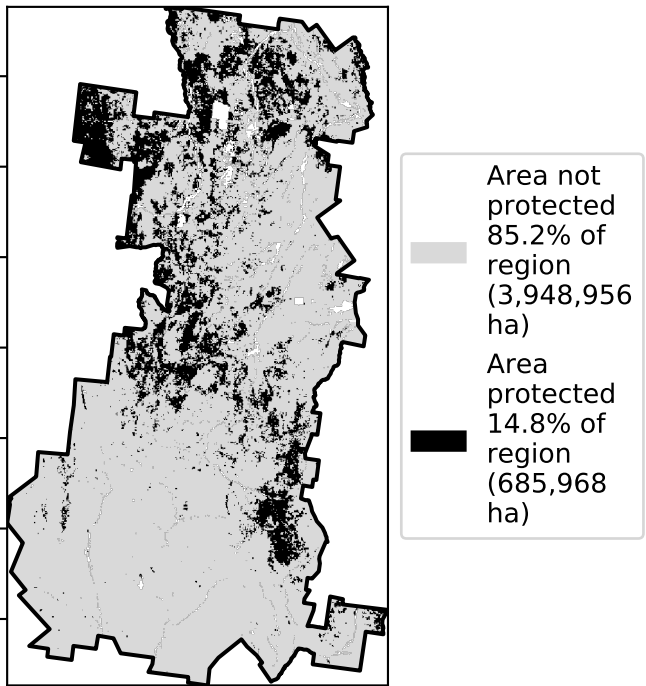 Area not
protected
85.2% of
region
(3,948,956
ha)
Area
protected
14.8% of
region
(685,968
ha)